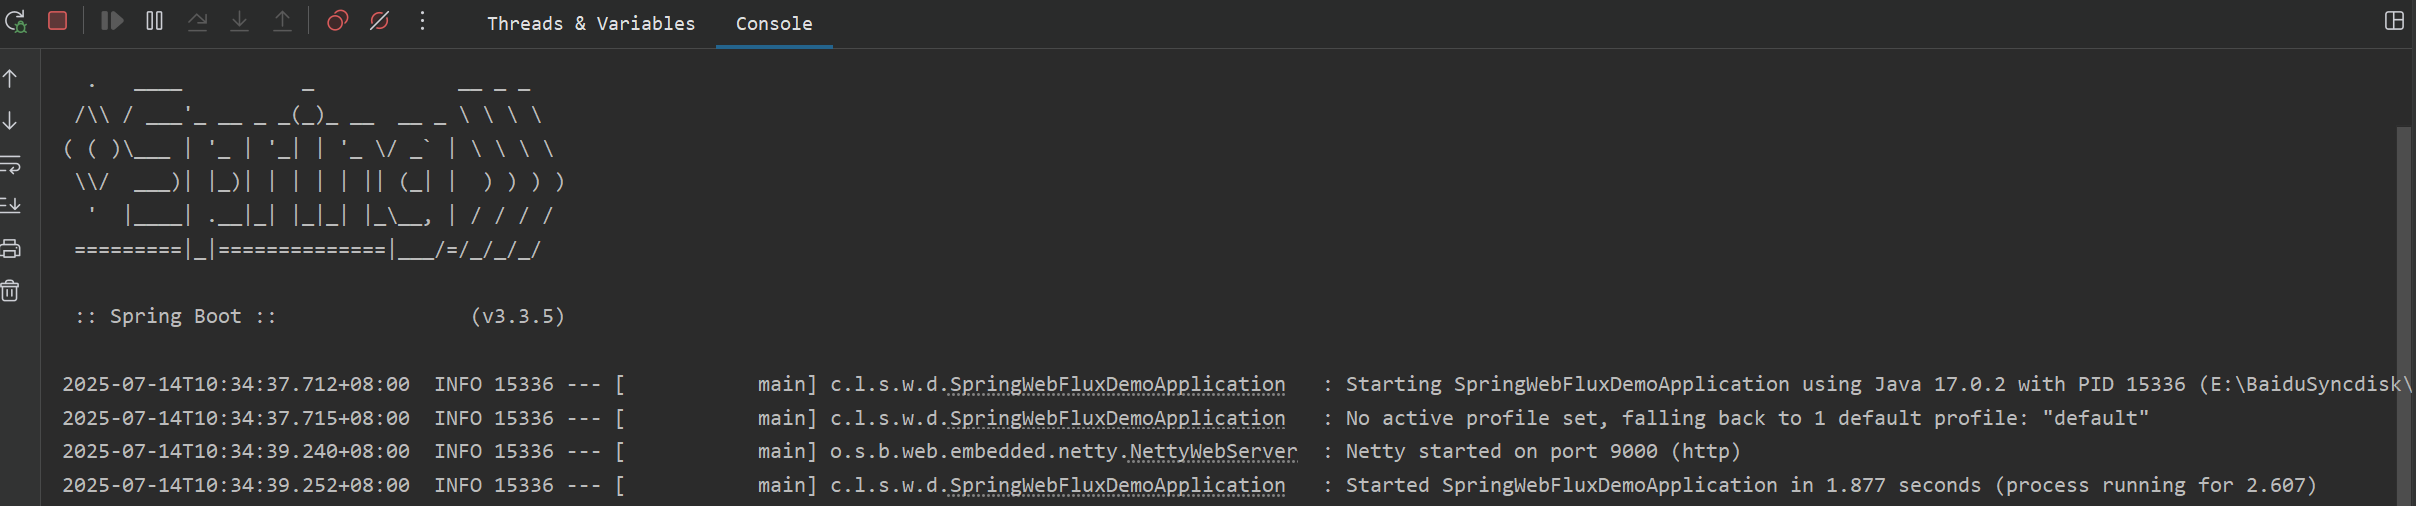 Threads & Variables Console
  .   ____          _            __ _ _
 /\\ / ___'_ __ _ _(_)_ __  __ _ \ \ \ \
( ( )\___ | '_ | '_| | '_ \/ _` | \ \ \ \
 \\/  ___)| |_)| | | | | || (_| |  ) ) ) )
  '  |____| .__|_| |_|_| |_\__, | / / / /
 =========|_|==============|___/=/_/_/_/
 :: Spring Boot ::                (v3.3.5)
2025-07-14T10:34:37.712+08:00  INFO 15336 --- [           main] c.l.s.w.d.SpringWebFluxDemoApplication   : Starting SpringWebFluxDemoApplication using Java 17.0.2 with PID 15336 (E:\BaiduSyncdisk\
2025-07-14T10:34:37.715+08:00  INFO 15336 --- [           main] c.l.s.w.d.SpringWebFluxDemoApplication   : No active profile set, falling back to 1 default profile: "default"
2025-07-14T10:34:39.240+08:00  INFO 15336 --- [           main] o.s.b.web.embedded.netty.NettyWebServer  : Netty started on port 9000 (http)
2025-07-14T10:34:39.252+08:00  INFO 15336 --- [           main] c.l.s.w.d.SpringWebFluxDemoApplication   : Started SpringWebFluxDemoApplication in 1.877 seconds (process running for 2.607)